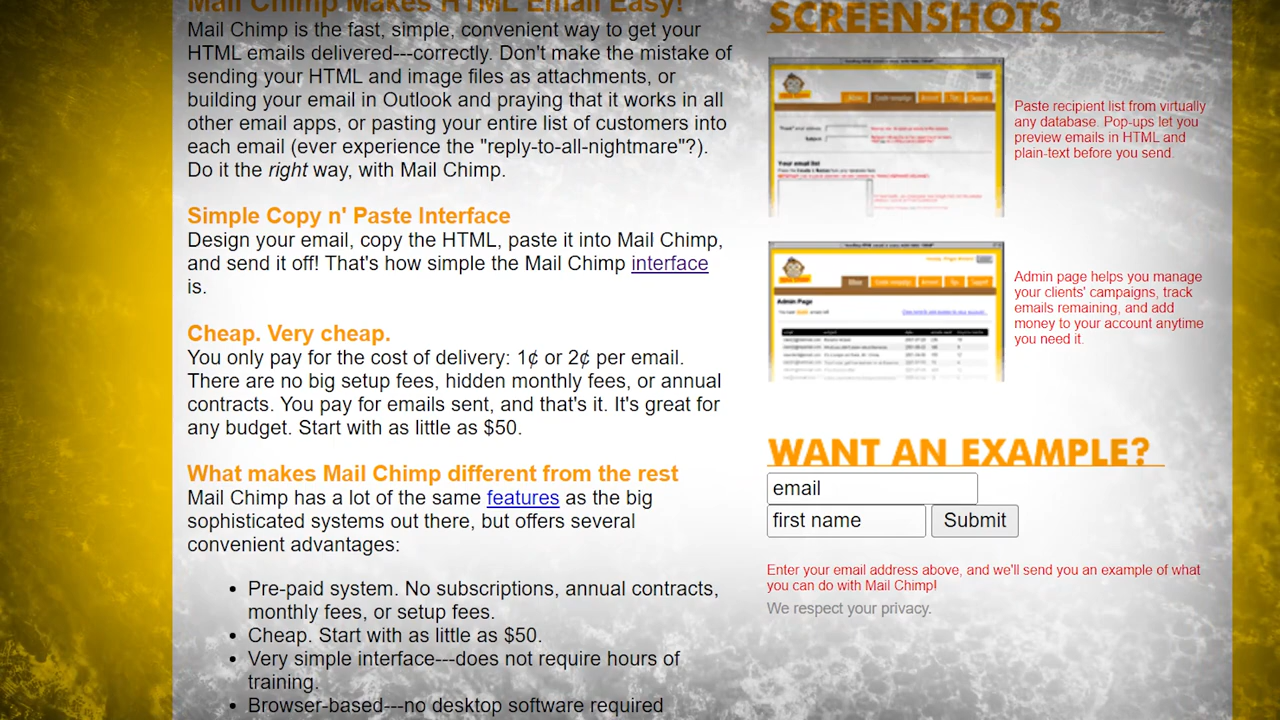 Mail Chimp Makes HTML Email Easy!
Mail Chimp is the fast, simple, convenient way to get your
HTML emails delivered---correctly. Don't make the mistake of
sending your HTML and image files as attachments, or
building your email in Outlook and praying that it works in all
other email apps, or pasting your entire list of customers into
each email (ever experience the "reply-to-all-nightmare"?).
Do it the right way, with Mail Chimp.
Simple Copy n' Paste Interface
Design your email, copy the HTML, paste it into Mail Chimp,
and send it off! That's how simple the Mail Chimp interface
is.
Cheap. Very cheap.
You only pay for the cost of delivery: 1¢ or 2¢ per email.
There are no big setup fees, hidden monthly fees, or annual
contracts. You pay for emails sent, and that's it. It's great for
any budget. Start with as little as $50.
What makes Mail Chimp different from the rest
Mail Chimp has a lot of the same features as the big
sophisticated systems out there, but offers several
convenient advantages:
• Pre-paid system. No subscriptions, annual contracts,
monthly fees, or setup fees.
• Cheap. Start with as little as $50.
• Very simple interface---does not require hours of
training.
• Browser-based---no desktop software required
SCREENSHOTS
Your email list
Paste recipient list from virtually
any database. Pop-ups let you
preview emails in HTML and
plain-text before you send.
Admin Page
Admin page helps you manage
your clients' campaigns, track
emails remaining, and add
money to your account anytime
you need it.
WANT AN EXAMPLE?
email
first name
Submit
Enter your email address above, and we'll send you an example of what
you can do with Mail Chimp!
We respect your privacy.